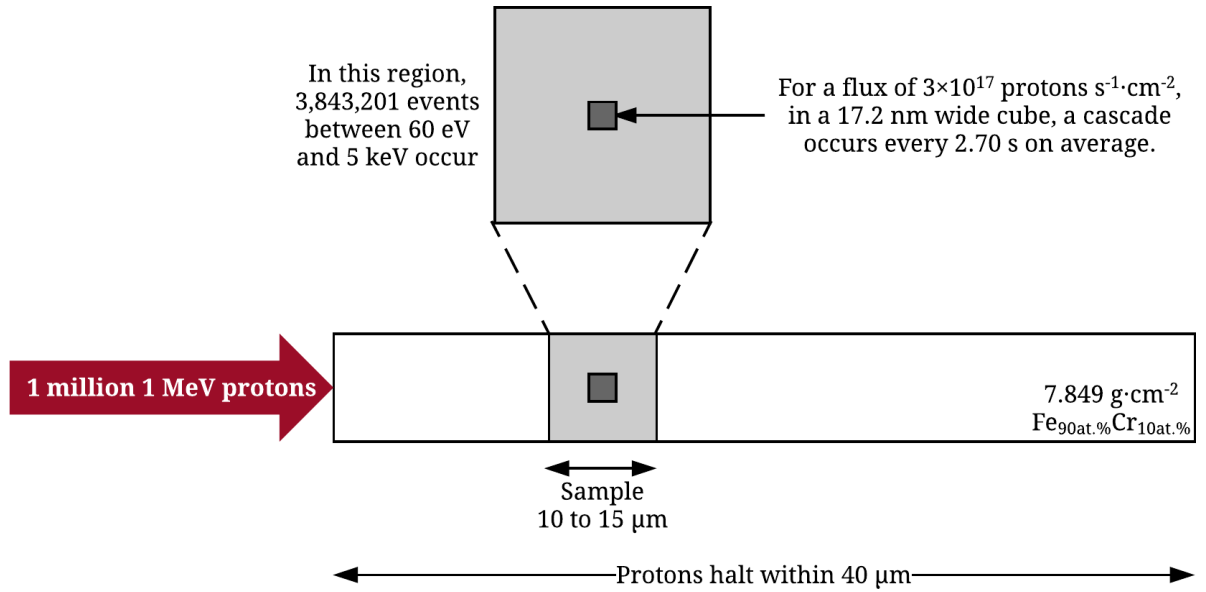 In this region,
3,843,201 events
between 60 eV
and 5 keV occur
For a flux of 3×10¹⁷ protons s⁻¹·cm⁻²,
in a 17.2 nm wide cube, a cascade
occurs every 2.70 s on average.
1 million 1 MeV protons
7.849 g·cm⁻²
Fe₉₀ₐₜ.%Cr₁₀ₐₜ.%
Sample
10 to 15 µm
Protons halt within 40 µm